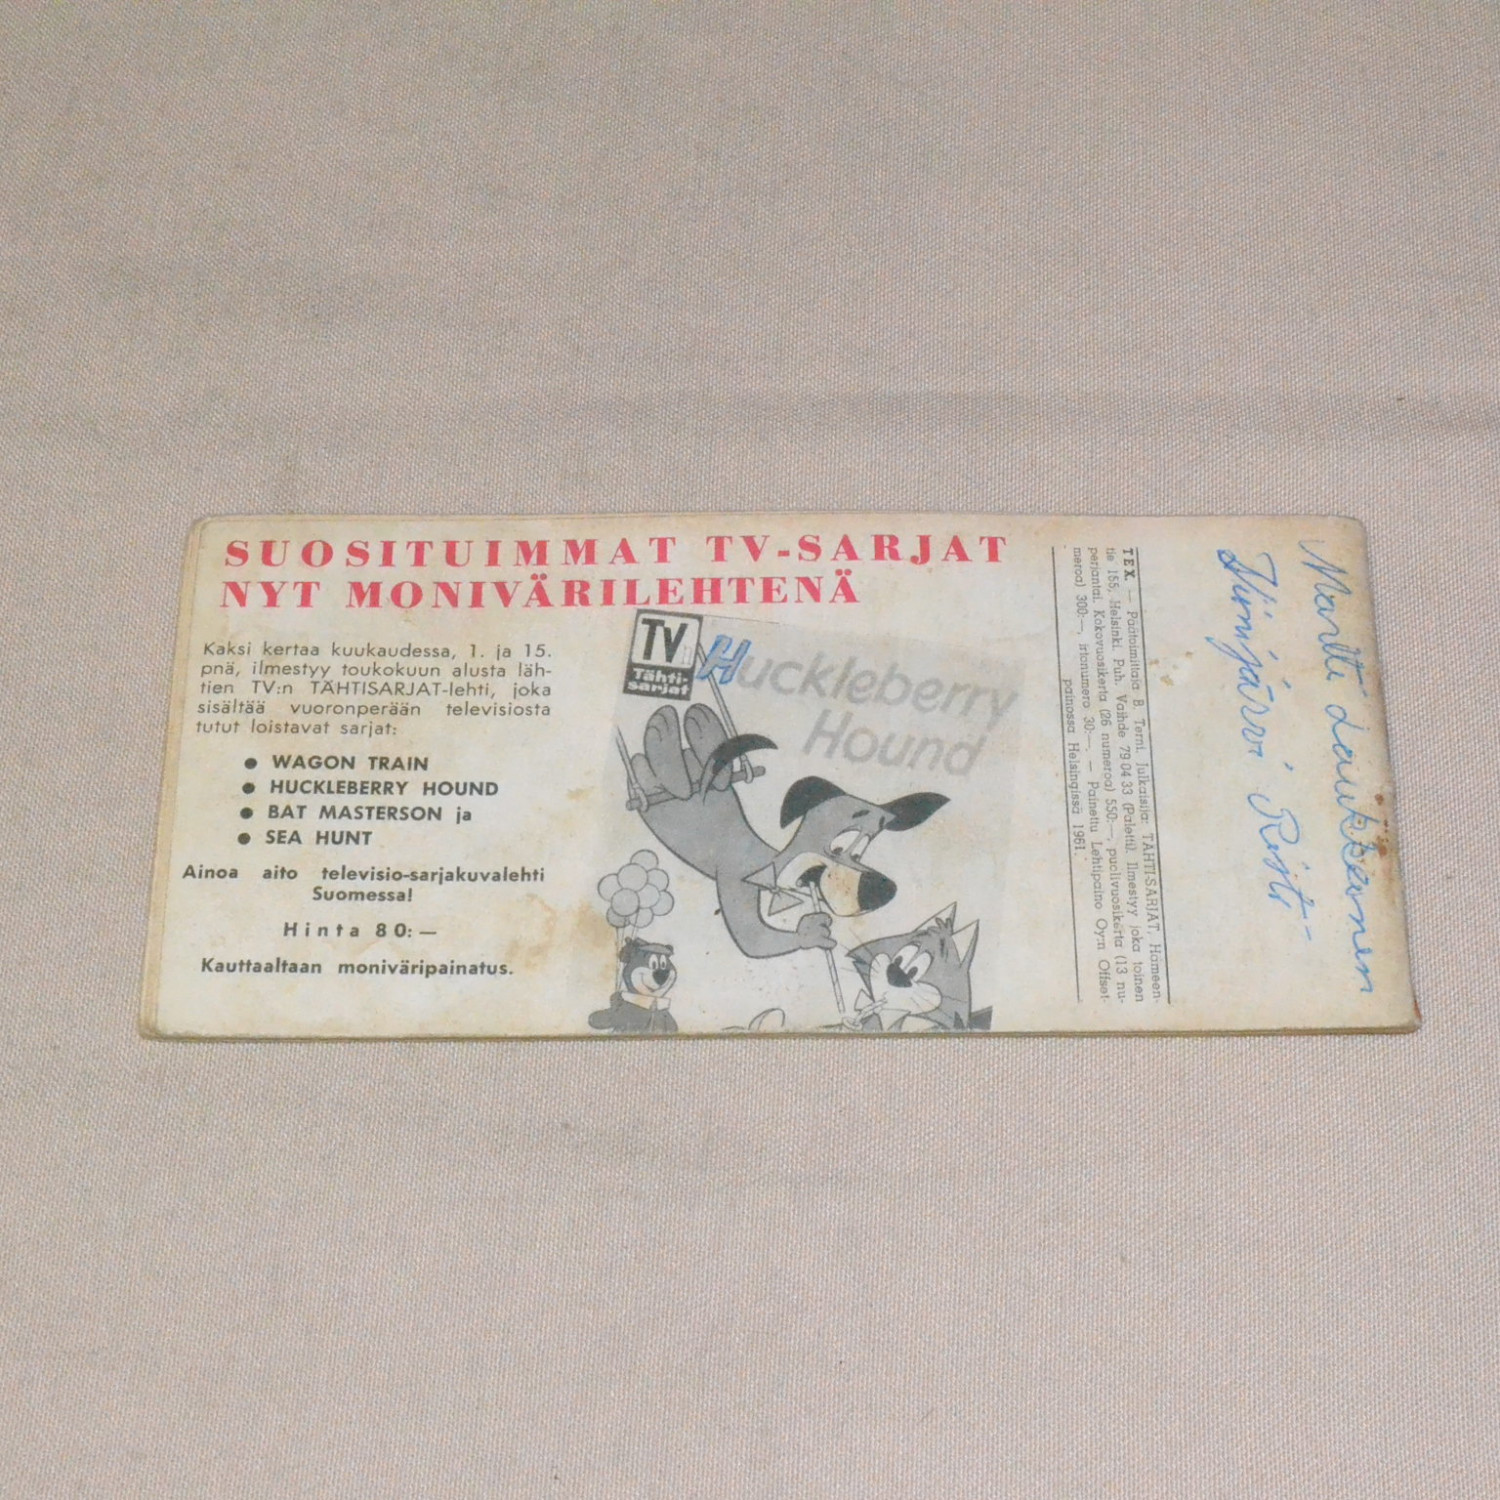 SUOSITUIMMAT TV-SARJAT
NYT MONIVÄRILEHTENÄ
Kaksi kertaa kuukaudessa, 1. ja 15.
pnä, ilmestyy toukokuun alusta läh-
tien TV:n TÄHTISARJAT-lehti, joka
sisältää vuoronperään televisiosta
tutut loistavat sarjat:
● WAGON TRAIN
● HUCKLEBERRY HOUND
● BAT MASTERSON ja
● SEA HUNT
Ainoa aito televisio-sarjakuvalehti
Suomessa!
Hinta 80:—
Kauttaaltaan moniväripainatus.
TV:n
Tähti-
sarjat
Huckleberry
Hound
TEX. — Päätoimittaja B. Terni. Julkaisija: TÄHTI-SARJAT, Hämeen-
tie 155, Helsinki. Puh. Vaihde 79 04 33 (Paletti). Ilmestyy joka toinen
perjantai. Kokovuosikerta (26 numeroa) 550:—, puolivuosikerta (13 nu-
meroa) 300:—, irtonumero 30:—. — Painettu Lehtipaino Oy:n Offset-
painossa Helsingissä 1961.
Martti Laukkanen